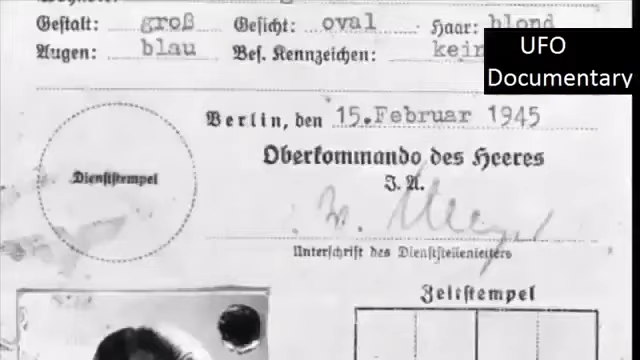 Gestalt: groß Gesicht: oval Haar: blond
Augen: blau Bes. Kennzeichen: kein
UFO
Documentary
Berlin, den 15.Februar 1945
Oberkommando des Heeres
J. A.
Dienststempel
Unterschrift des Dienststellenleiters
Zeitstempel